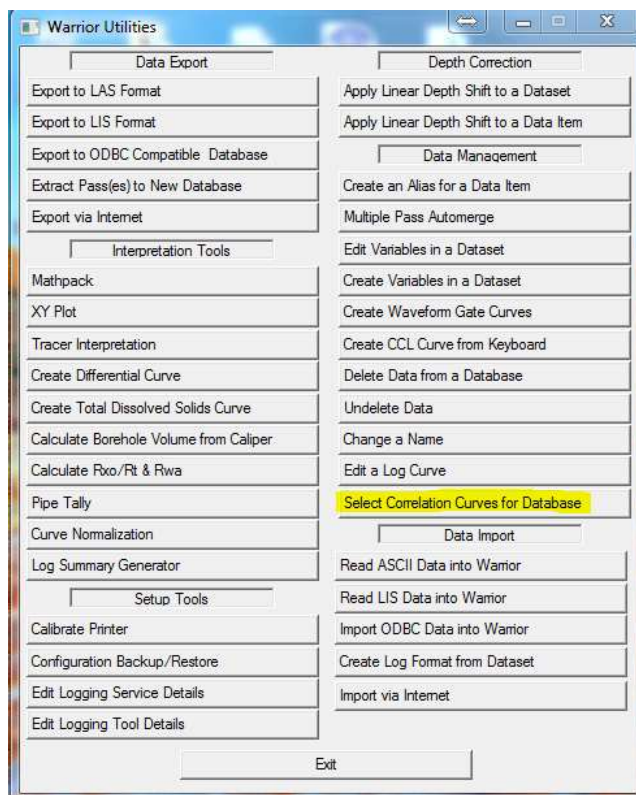 Warrior Utilities
Data Export
Export to LAS Format
Export to LIS Format
Export to ODBC Compatible Database
Extract Pass(es) to New Database
Export via Internet
Interpretation Tools
Mathpack
XY Plot
Tracer Interpretation
Create Differential Curve
Create Total Dissolved Solids Curve
Calculate Borehole Volume from Caliper
Calculate Rxo/Rt & Rwa
Pipe Tally
Curve Normalization
Log Summary Generator
Setup Tools
Calibrate Printer
Configuration Backup/Restore
Edit Logging Service Details
Edit Logging Tool Details
Depth Correction
Apply Linear Depth Shift to a Dataset
Apply Linear Depth Shift to a Data Item
Data Management
Create an Alias for a Data Item
Multiple Pass Automerge
Edit Variables in a Dataset
Create Variables in a Dataset
Create Waveform Gate Curves
Create CCL Curve from Keyboard
Delete Data from a Database
Undelete Data
Change a Name
Edit a Log Curve
Select Correlation Curves for Database
Data Import
Read ASCII Data into Warrior
Read LIS Data into Warrior
Import ODBC Data into Warrior
Create Log Format from Dataset
Import via Internet
Exit